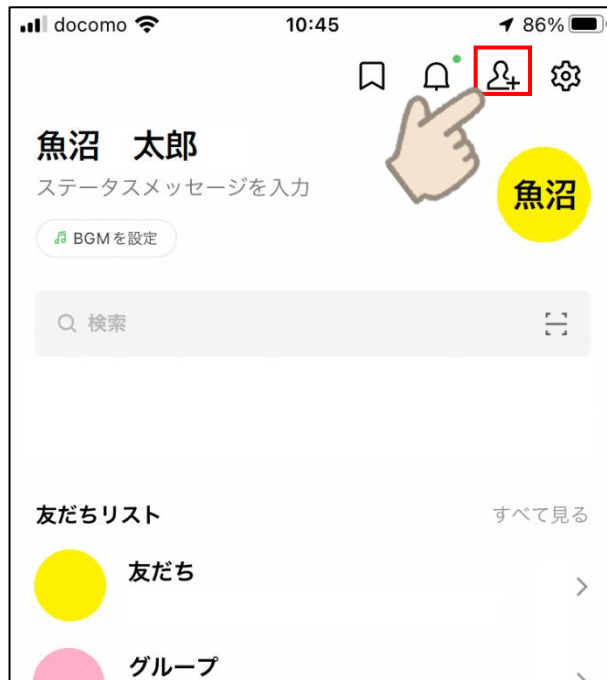 docomo 10:45 86%
魚沼　太郎
ステータスメッセージを入力
魚沼
BGMを設定
検索
友だちリスト すべて見る
友だち
グループ